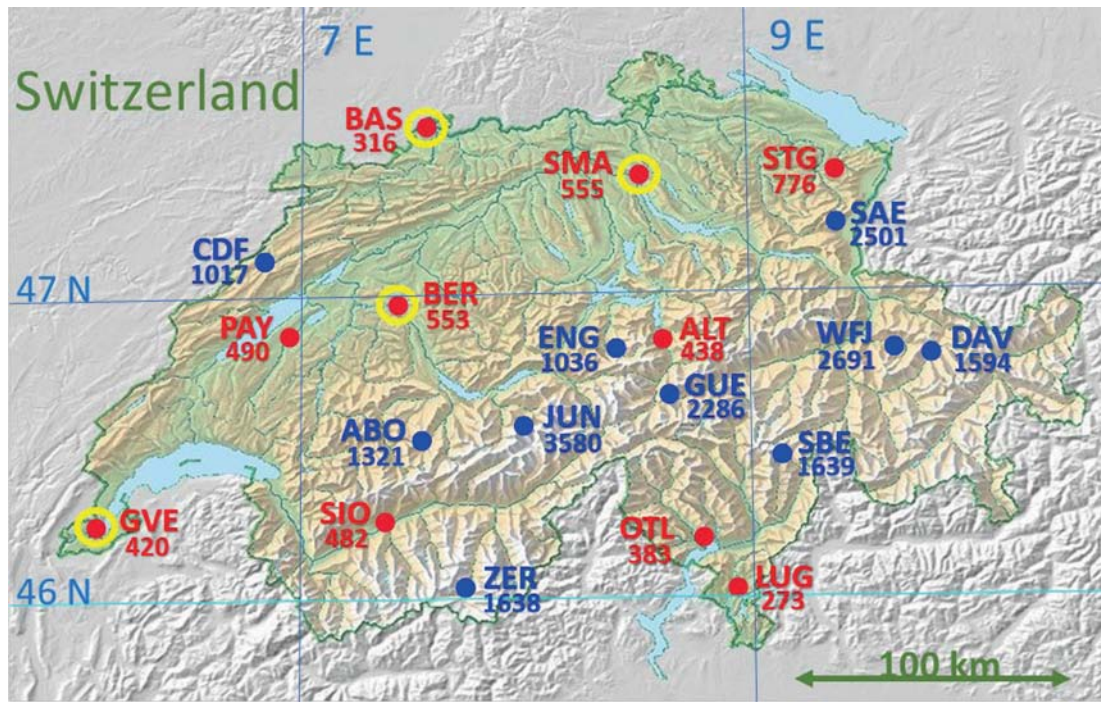 7 E
9 E
Switzerland
BAS
316
SMA
555
STG
776
SAE
2501
CDF
1017
47 N
BER
553
PAY
490
ENG
1036
ALT
438
WFJ
2691
DAV
1594
GUE
2286
ABO
1321
JUN
3580
SBE
1639
GVE
420
SIO
482
OTL
383
ZER
1638
LUG
273
46 N
100 km